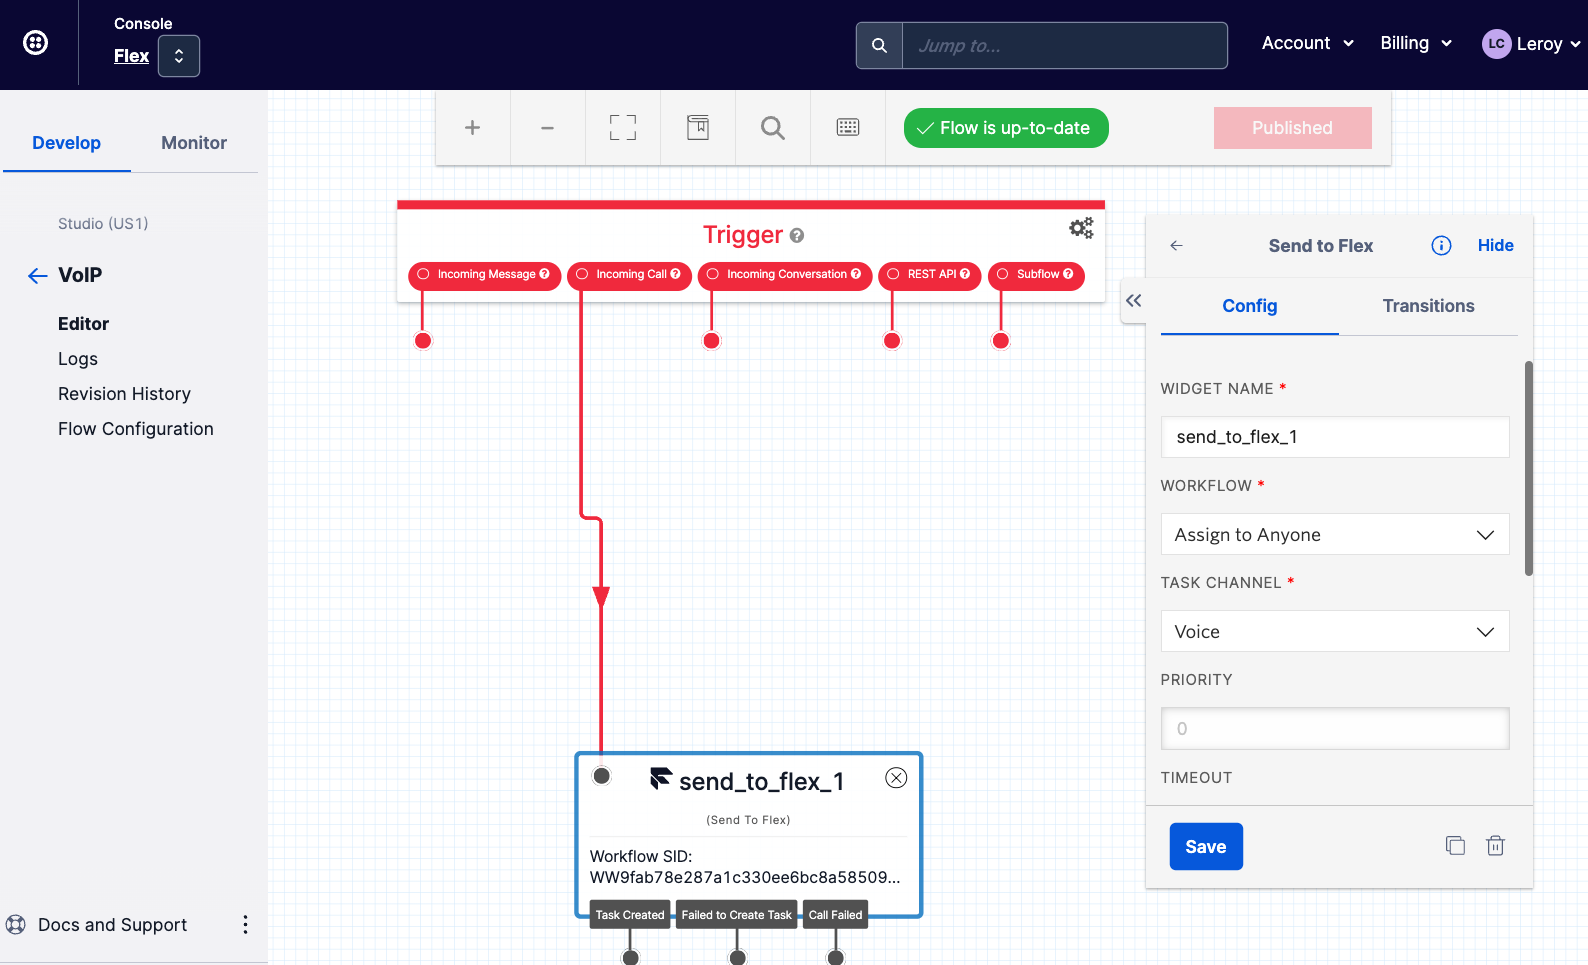 Console
Flex
Jump to...
Account
Billing
LC
Leroy
Develop
Monitor
Studio (US1)
VoIP
Editor
Logs
Revision History
Flow Configuration
Docs and Support
Flow is up-to-date
Published
Trigger ?
Incoming Message ?
Incoming Call ?
Incoming Conversation ?
REST API ?
Subflow ?
send_to_flex_1
(Send To Flex)
Workflow SID:
WW9fab78e287a1c330ee6bc8a58509...
Task Created
Failed to Create Task
Call Failed
Send to Flex
Hide
Config
Transitions
WIDGET NAME *
send_to_flex_1
WORKFLOW *
Assign to Anyone
TASK CHANNEL *
Voice
PRIORITY
0
TIMEOUT
Save